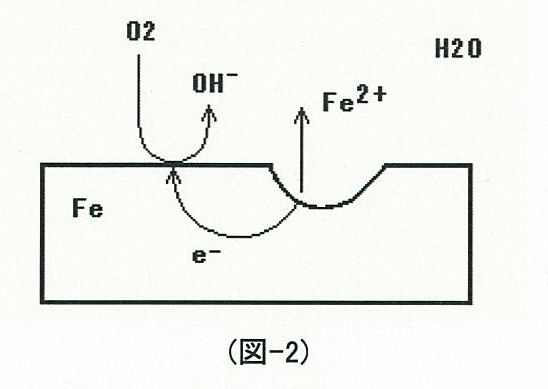 O2
H2O
OH⁻
Fe²⁺
Fe
e⁻
(図-2)